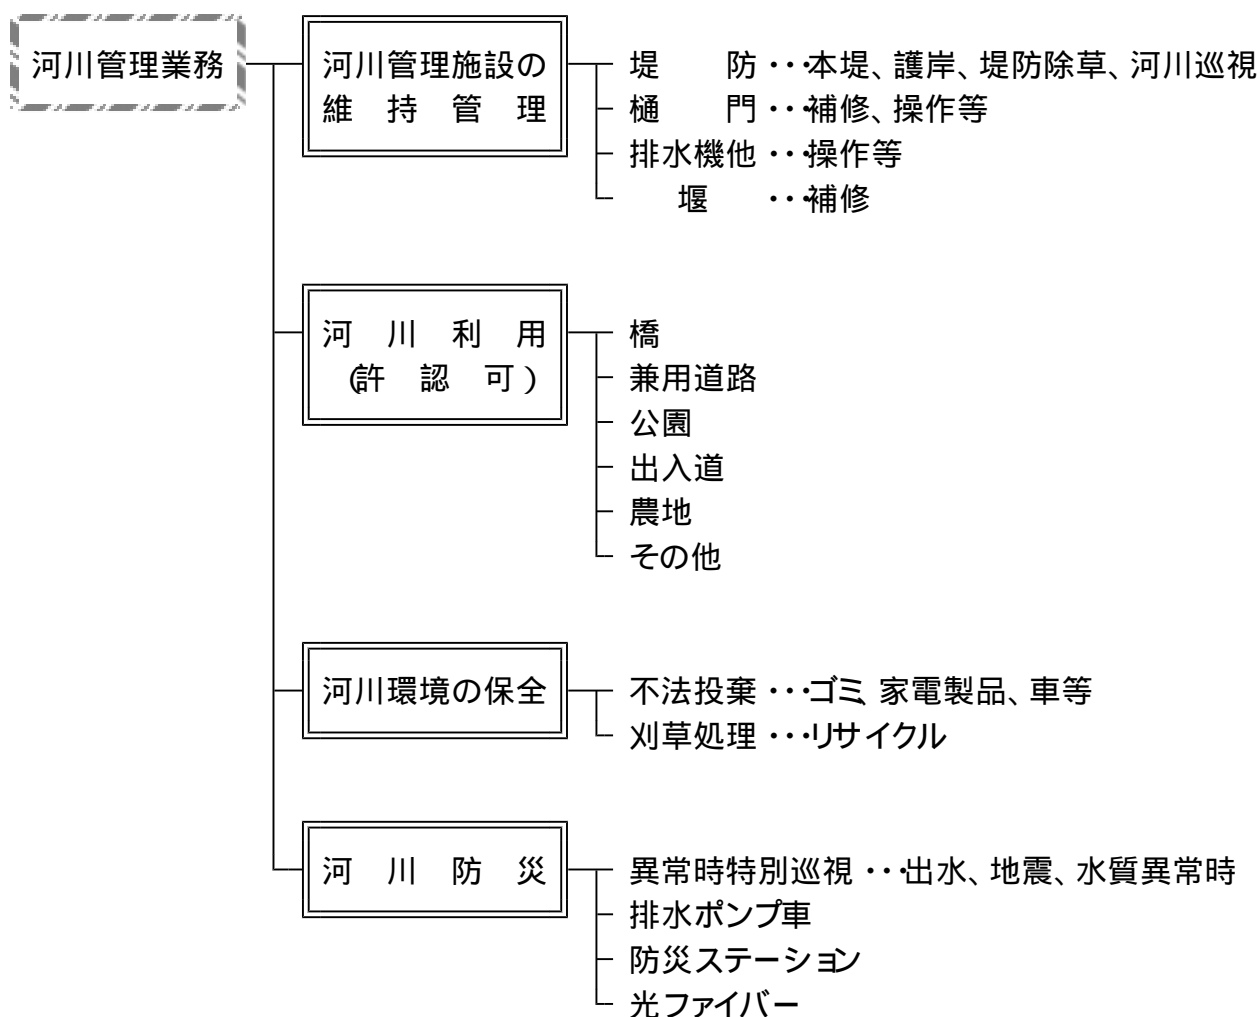 河川管理業務
河川管理施設の
維持管理
堤防・・・本堤、護岸、堤防除草、河川巡視
樋門・・・補修、操作等
排水機他・・・操作等
堰・・・補修
河川利用
(許認可)
橋
兼用道路
公園
出入道
農地
その他
河川環境の保全
不法投棄・・・ゴミ、家電製品、車等
刈草処理・・・リサイクル
河川防災
異常時特別巡視・・・出水、地震、水質異常時
排水ポンプ車
防災ステーション
光ファイバー